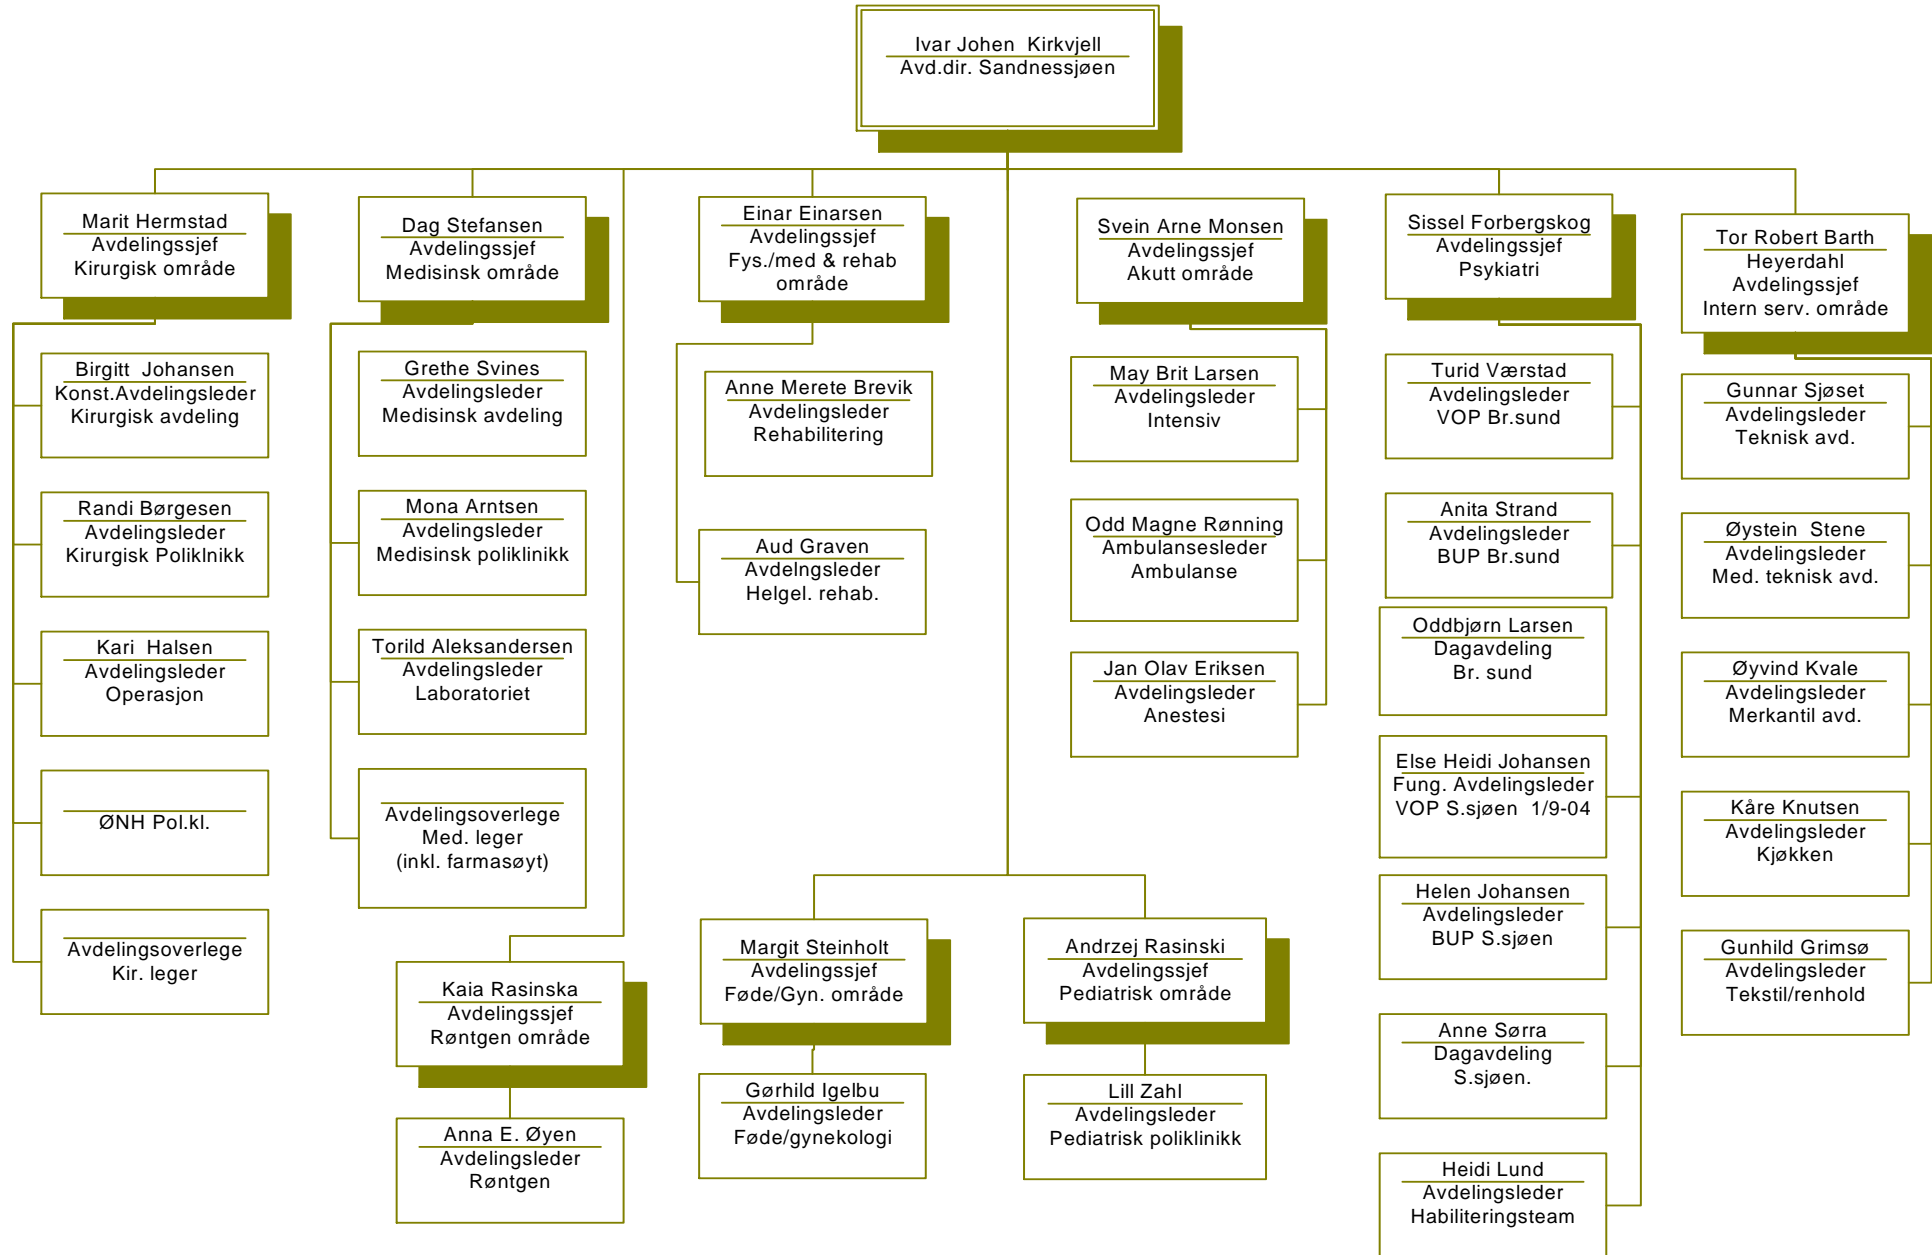 Ivar Johen Kirkvjell
Avd.dir. Sandnessjøen
Marit Hermstad
Avdelingssjef
Kirurgisk område
Dag Stefansen
Avdelingssjef
Medisinsk område
Einar Einarsen
Avdelingssjef
Fys./med & rehab
område
Svein Arne Monsen
Avdelingssjef
Akutt område
Sissel Forbergskog
Avdelingssjef
Psykiatri
Tor Robert Barth
Heyerdahl
Avdelingssjef
Intern serv. område
Birgitt Johansen
Konst.Avdelingsleder
Kirurgisk avdeling
Randi Børgesen
Avdelingsleder
Kirurgisk Poliklnikk
Kari Halsen
Avdelingsleder
Operasjon
ØNH Pol.kl.
Avdelingsoverlege
Kir. leger
Grethe Svines
Avdelingsleder
Medisinsk avdeling
Mona Arntsen
Avdelingsleder
Medisinsk poliklinikk
Torild Aleksandersen
Avdelingsleder
Laboratoriet
Avdelingsoverlege
Med. leger
(inkl. farmasøyt)
Kaia Rasinska
Avdelingssjef
Røntgen område
Anna E. Øyen
Avdelingsleder
Røntgen
Anne Merete Brevik
Avdelingsleder
Rehabilitering
Aud Graven
Avdelngsleder
Helgel. rehab.
Margit Steinholt
Avdelingssjef
Føde/Gyn. område
Gørhild Igelbu
Avdelingsleder
Føde/gynekologi
Andrzej Rasinski
Avdelingssjef
Pediatrisk område
Lill Zahl
Avdelingsleder
Pediatrisk poliklinikk
May Brit Larsen
Avdelingsleder
Intensiv
Odd Magne Rønning
Ambulansesleder
Ambulanse
Jan Olav Eriksen
Avdelingsleder
Anestesi
Turid Værstad
Avdelingsleder
VOP Br.sund
Anita Strand
Avdelingsleder
BUP Br.sund
Oddbjørn Larsen
Dagavdeling
Br. sund
Else Heidi Johansen
Fung. Avdelingsleder
VOP S.sjøen 1/9-04
Helen Johansen
Avdelingsleder
BUP S.sjøen
Anne Sørra
Dagavdeling
S.sjøen.
Heidi Lund
Avdelingsleder
Habiliteringsteam
Gunnar Sjøset
Avdelingsleder
Teknisk avd.
Øystein Stene
Avdelingsleder
Med. teknisk avd.
Øyvind Kvale
Avdelingsleder
Merkantil avd.
Kåre Knutsen
Avdelingsleder
Kjøkken
Gunhild Grimsø
Avdelingsleder
Tekstil/renhold